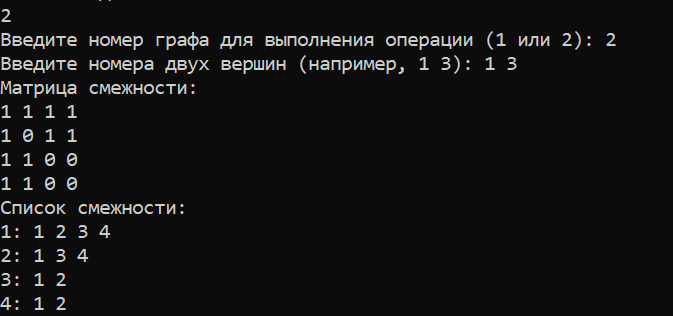 2
Введите номер графа для выполнения операции (1 или 2): 2
Введите номера двух вершин (например, 1 3): 1 3
Матрица смежности:
1 1 1 1
1 0 1 1
1 1 0 0
1 1 0 0
Список смежности:
1: 1 2 3 4
2: 1 3 4
3: 1 2
4: 1 2